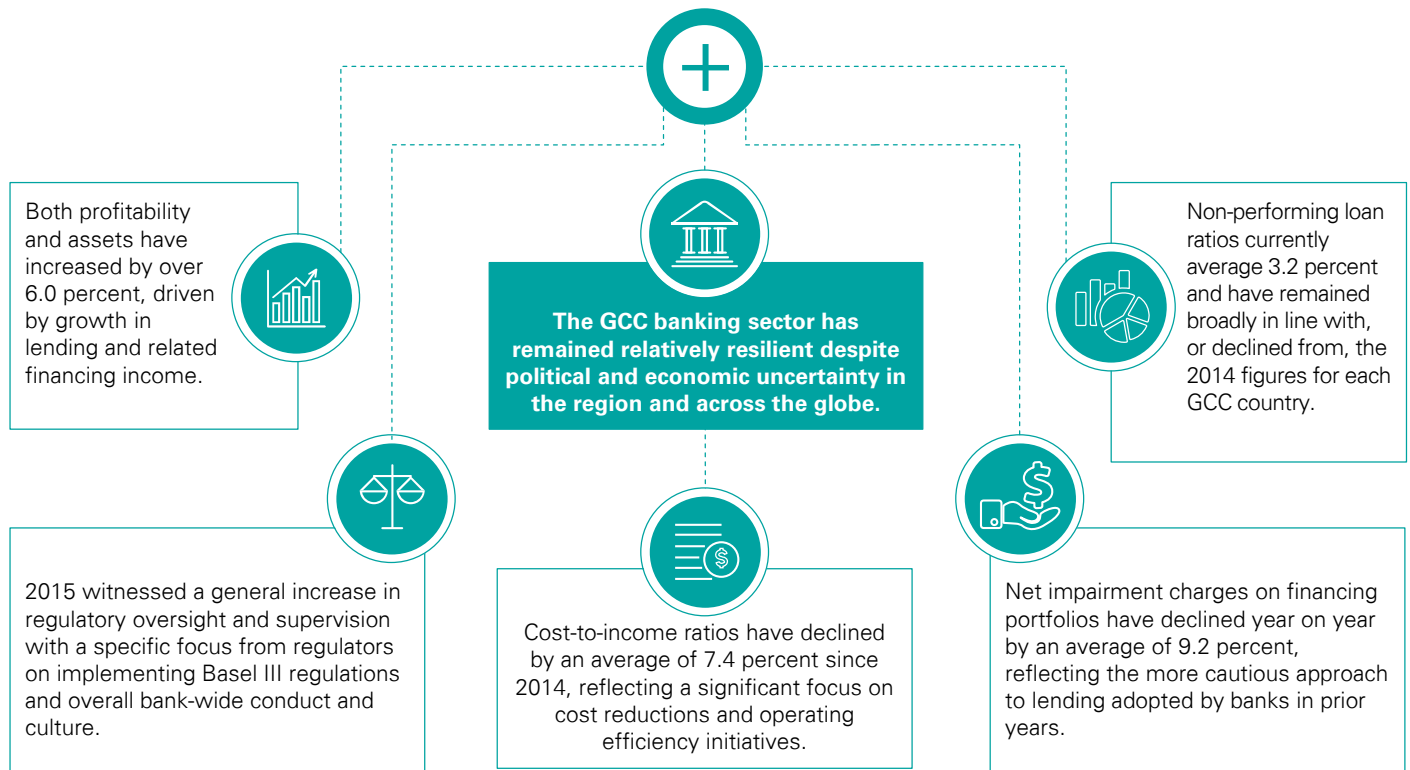 Both profitability
and assets have
increased by over
6.0 percent, driven
by growth in
lending and related
financing income.
The GCC banking sector has
remained relatively resilient despite
political and economic uncertainty in
the region and across the globe.
Non-performing loan
ratios currently
average 3.2 percent
and have remained
broadly in line with,
or declined from, the
2014 figures for each
GCC country.
2015 witnessed a general increase in
regulatory oversight and supervision
with a specific focus from regulators
on implementing Basel III regulations
and overall bank-wide conduct and
culture.
$
Cost-to-income ratios have declined
by an average of 7.4 percent since
2014, reflecting a significant focus on
cost reductions and operating
efficiency initiatives.
$
Net impairment charges on financing
portfolios have declined year on year
by an average of 9.2 percent,
reflecting the more cautious approach
to lending adopted by banks in prior
years.